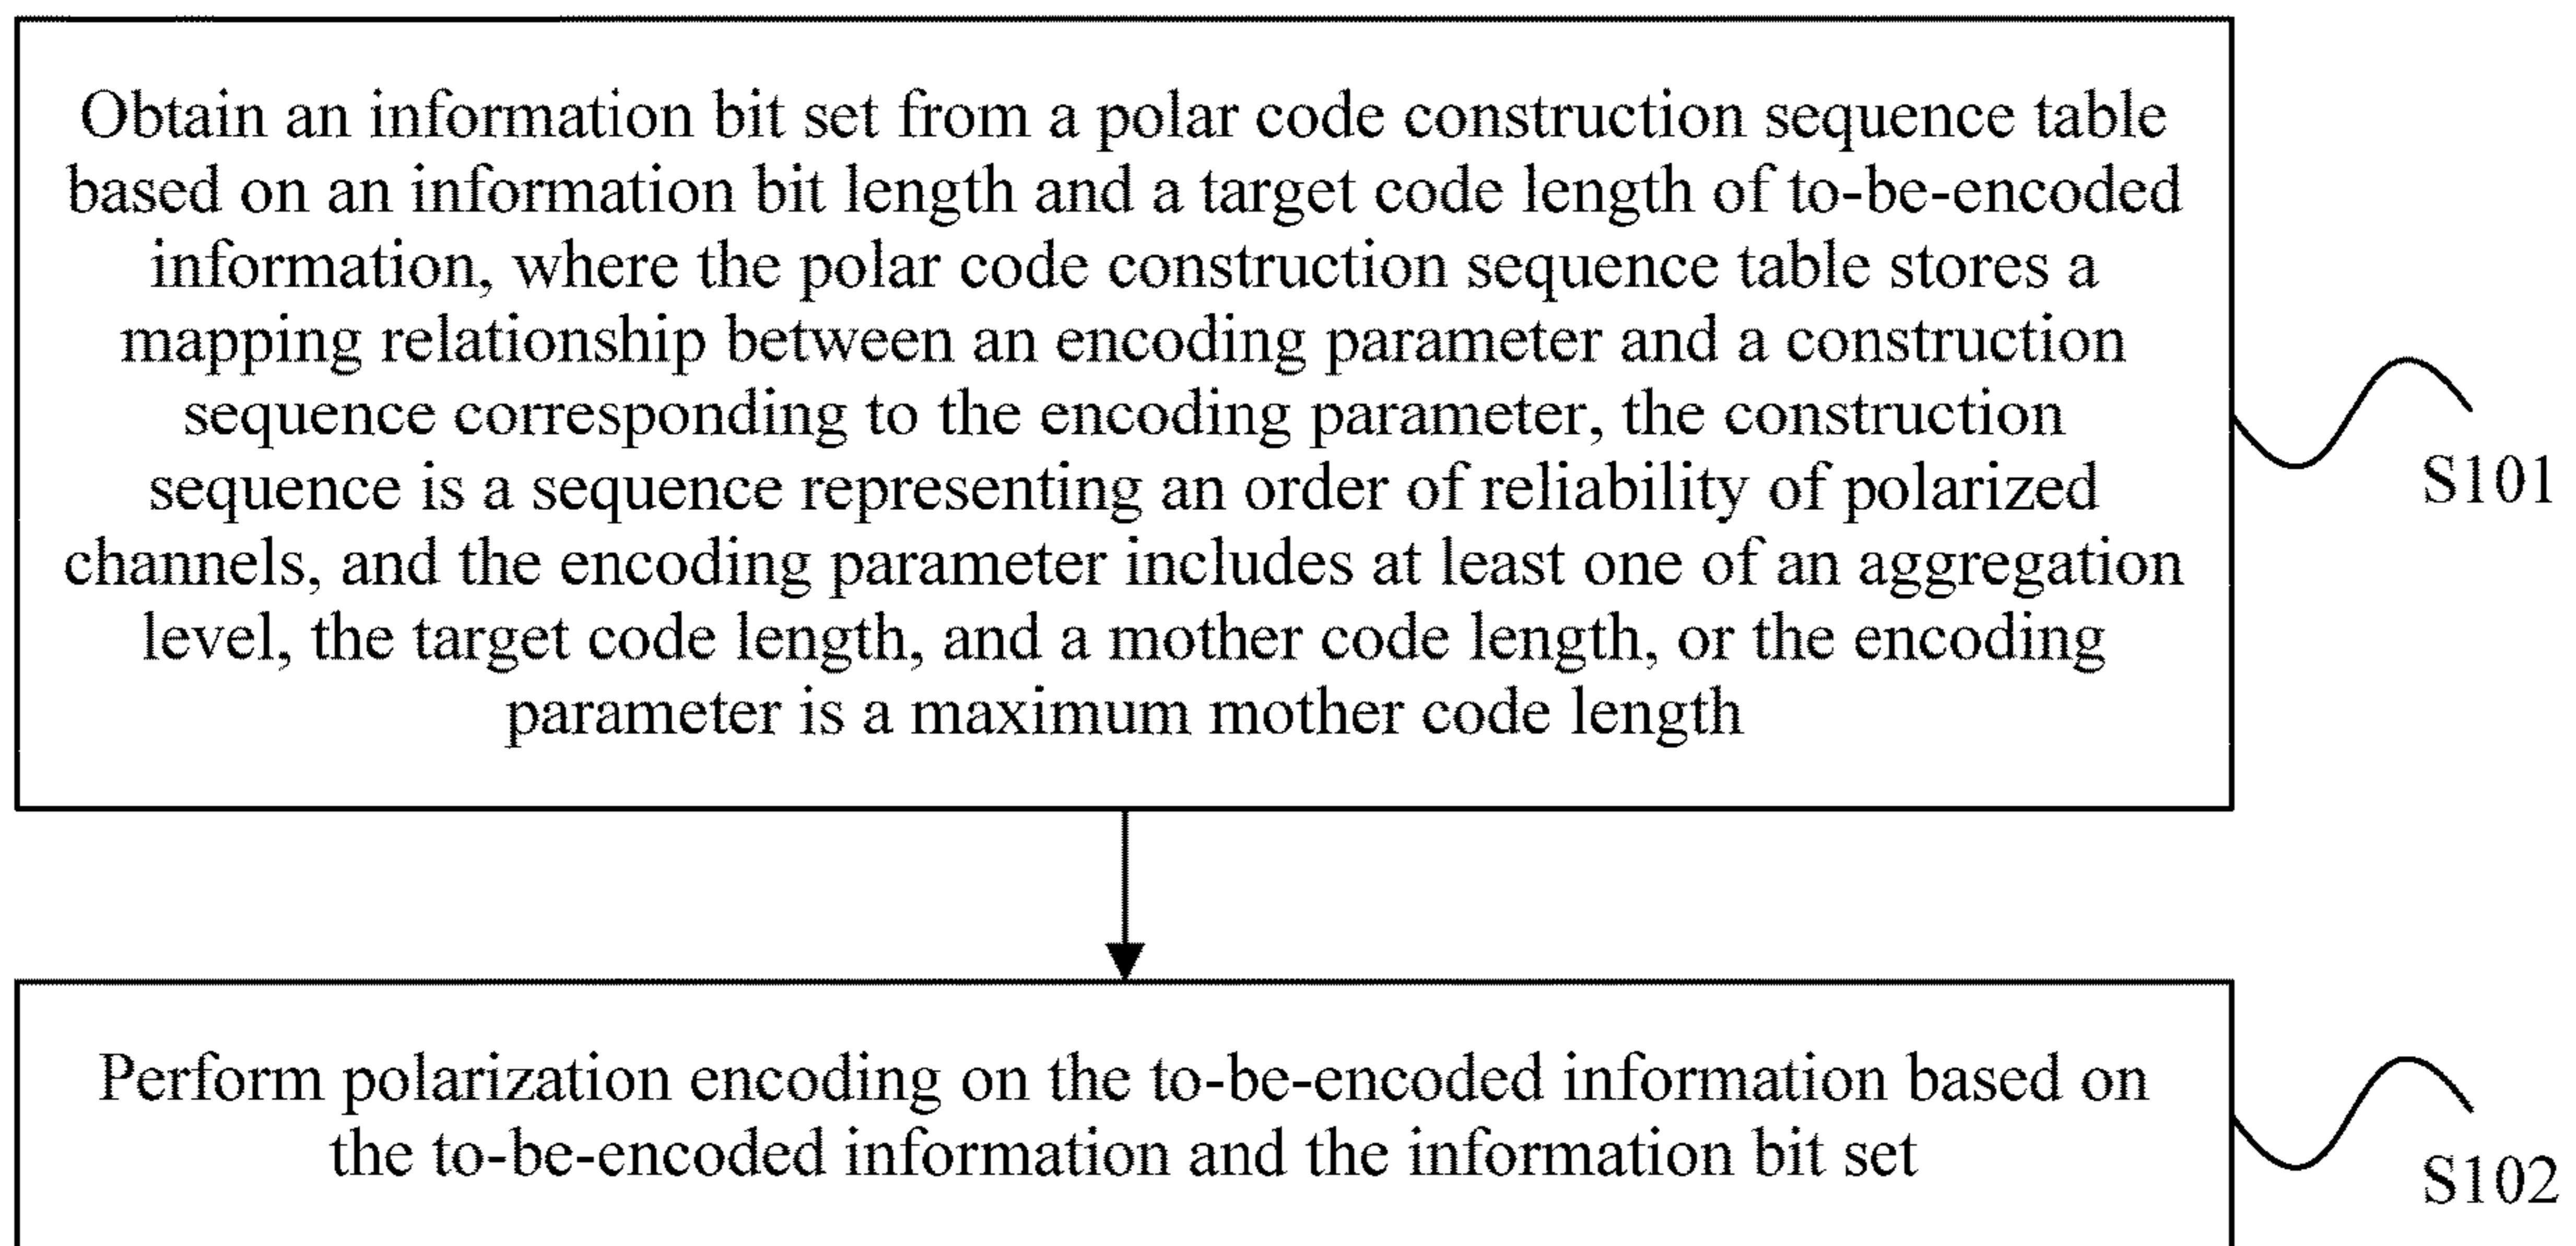 Obtain an information bit set from a polar code construction sequence table
based on an information bit length and a target code length of to-be-encoded
information, where the polar code construction sequence table stores a
mapping relationship between an encoding parameter and a construction
sequence corresponding to the encoding parameter, the construction
sequence is a sequence representing an order of reliability of polarized
channels, and the encoding parameter includes at least one of an aggregation
level, the target code length, and a mother code length, or the encoding
parameter is a maximum mother code length
S101
Perform polarization encoding on the to-be-encoded information based on
the to-be-encoded information and the information bit set
S102